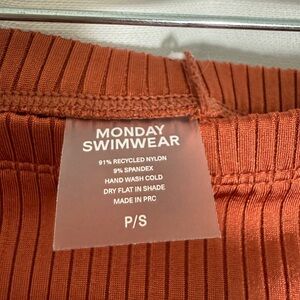 MONDAY
SWIMWEAR
91% RECYCLED NYLON
9% SPANDEX
HAND WASH COLD
DRY FLAT IN SHADE
MADE IN PRC
P/S